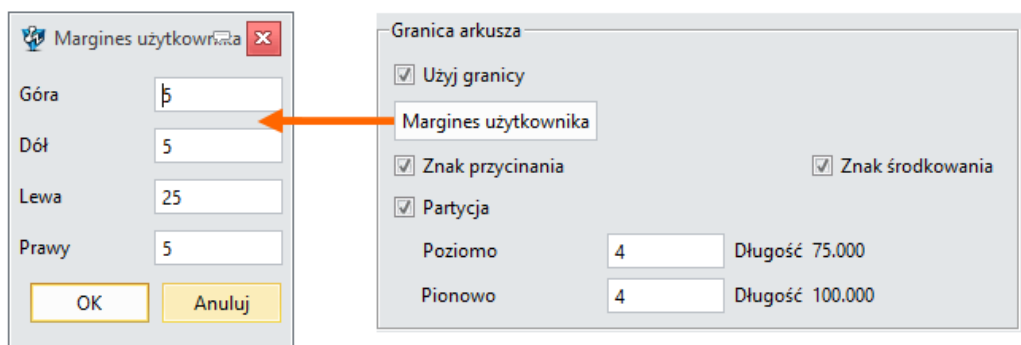 Margines użytkownika
Góra 5
Dół 5
Lewa 25
Prawy 5
OK Anuluj
Granica arkusza
Użyj granicy
Margines użytkownika
Znak przycinania Znak środkowania
Partycja
Poziomo 4 Długość 75.000
Pionowo 4 Długość 100.000